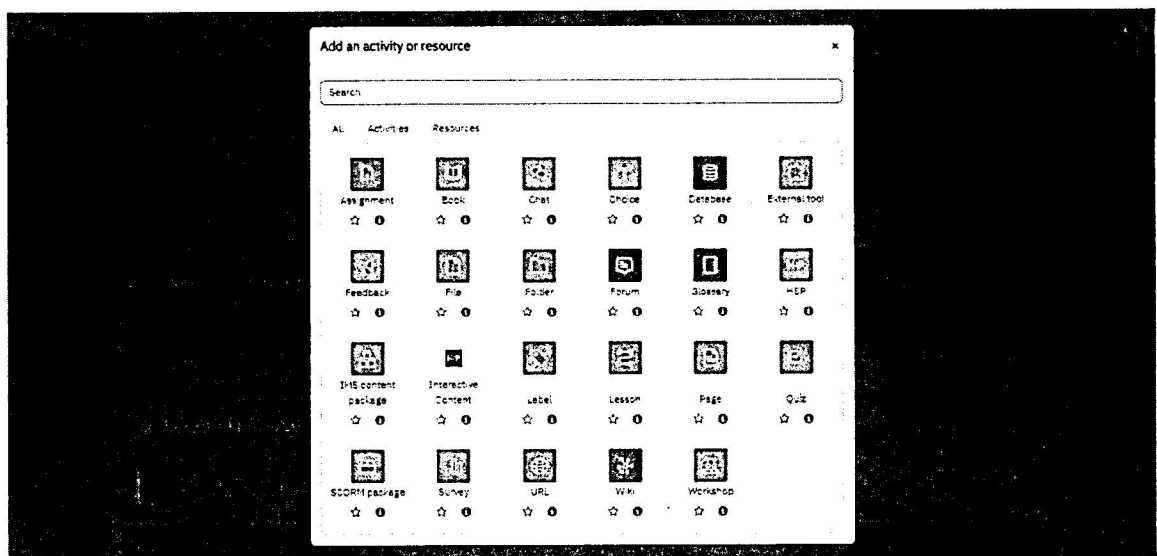 Add an activity or resource ×
Search
All Activities Resources
Assignment Book Chat Choice Database External tool
Feedback File Folder Forum Glossary H5P
IMS content Interactive
package Content Label Lesson Page Quiz
SCORM package Survey URL Wiki Workshop